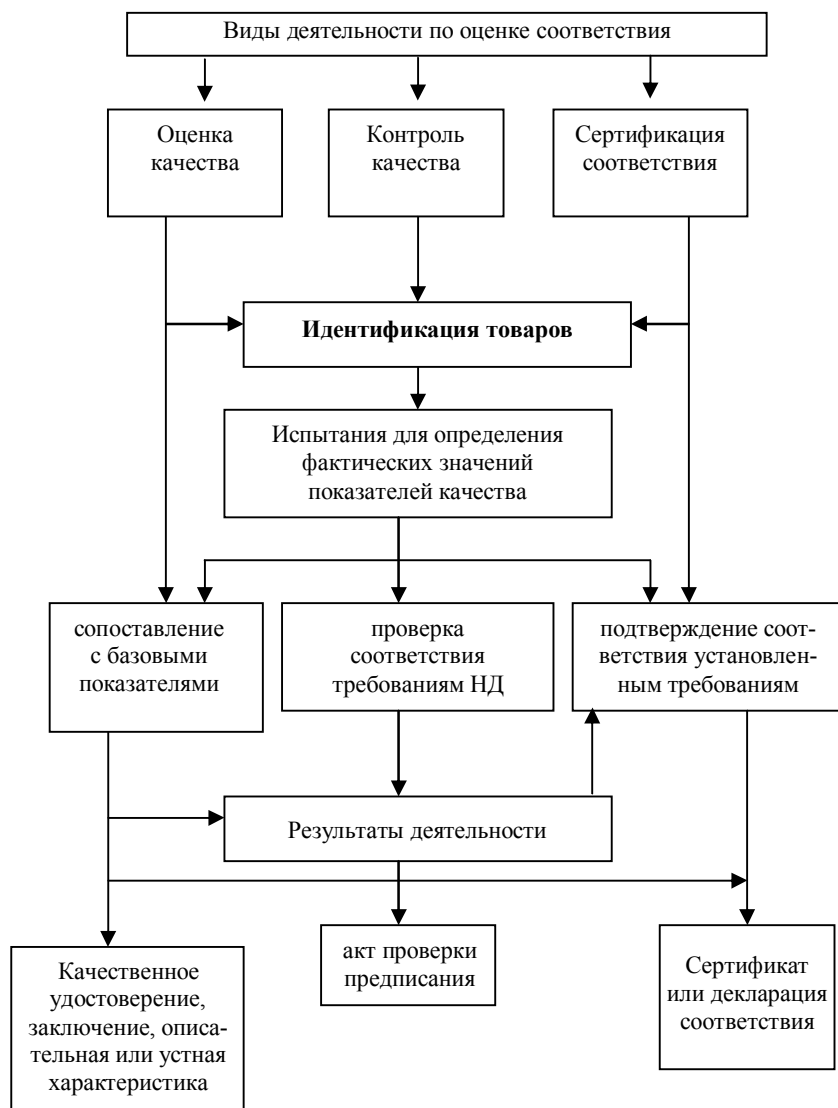 Виды деятельности по оценке соответствия
Оценка
качества
Контроль
качества
Сертификация
соответствия
Идентификация товаров
Испытания для определения
фактических значений
показателей качества
сопоставление
с базовыми
показателями
проверка
соответствия
требованиям НД
подтверждение соот-
ветствия установлен-
ным требованиям
Результаты деятельности
Качественное
удостоверение,
заключение, описа-
тельная или устная
характеристика
акт проверки
предписания
Сертификат
или декларация
соответствия